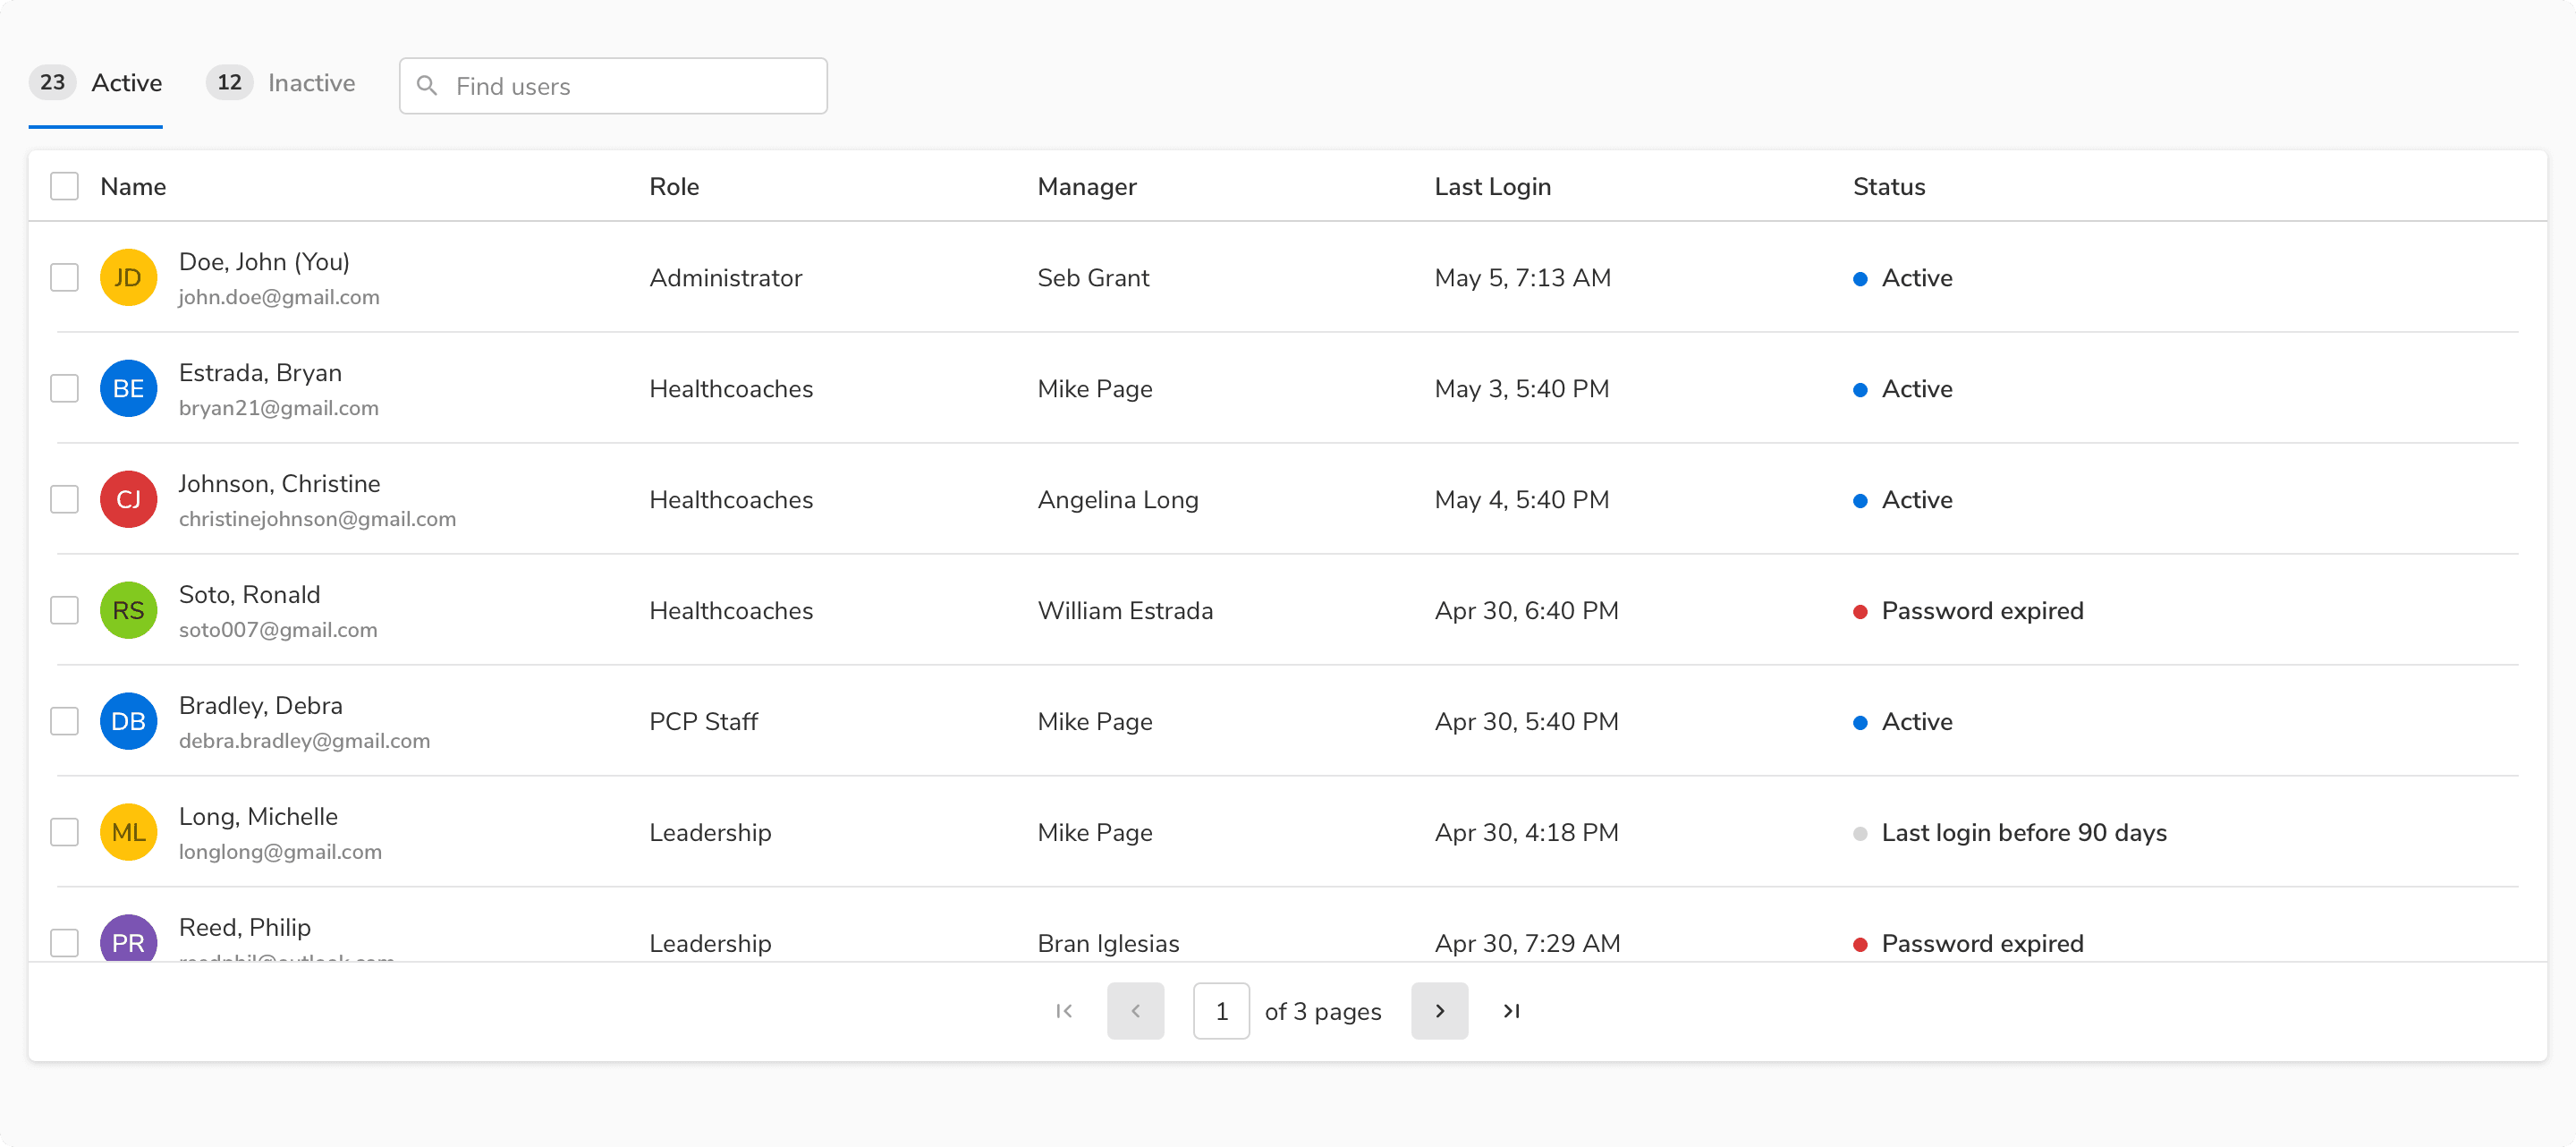 23 Active 12 Inactive Find users
Name Role Manager Last Login Status
JD Doe, John (You) Administrator Seb Grant May 5, 7:13 AM Active
john.doe@gmail.com
BE Estrada, Bryan Healthcoaches Mike Page May 3, 5:40 PM Active
bryan21@gmail.com
CJ Johnson, Christine Healthcoaches Angelina Long May 4, 5:40 PM Active
christinejohnson@gmail.com
RS Soto, Ronald Healthcoaches William Estrada Apr 30, 6:40 PM Password expired
soto007@gmail.com
DB Bradley, Debra PCP Staff Mike Page Apr 30, 5:40 PM Active
debra.bradley@gmail.com
ML Long, Michelle Leadership Mike Page Apr 30, 4:18 PM Last login before 90 days
longlong@gmail.com
PR Reed, Philip Leadership Bran Iglesias Apr 30, 7:29 AM Password expired
1 of 3 pages